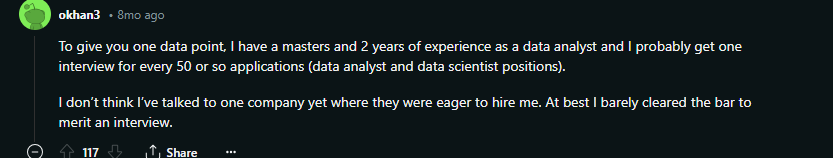 okhan3 • 8mo ago
To give you one data point, I have a masters and 2 years of experience as a data analyst and I probably get one
interview for every 50 or so applications (data analyst and data scientist positions).
I don't think I've talked to one company yet where they were eager to hire me. At best I barely cleared the bar to
merit an interview.
117 Share ...